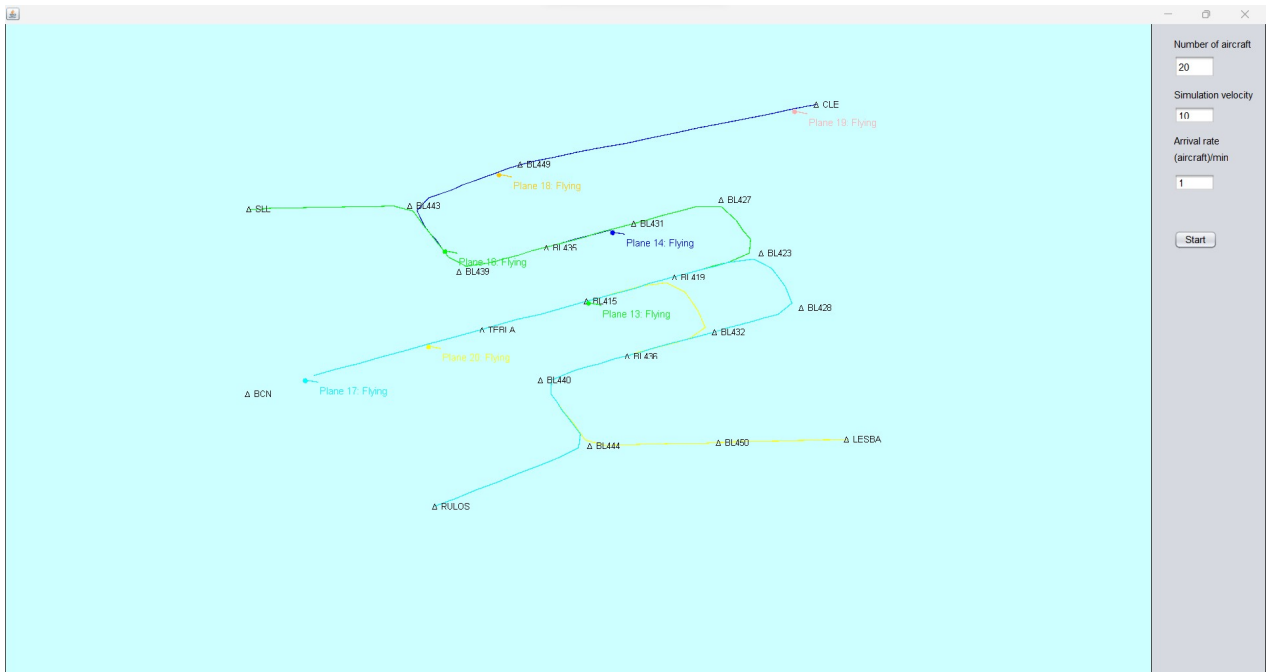 Number of aircraft
20
Simulation velocity
10
Arrival rate
(aircraft)/min
1
Start
CLE
Plane 19: Flying
BL449
Plane 18: Flying
SLL
BL443
BL427
BL431
Plane 14: Flying
BL435
BL423
Plane 16: Flying
BL439
BL419
BL415
BL428
Plane 13: Flying
TEBLA
BL432
Plane 20: Flying
BL436
BL440
Plane 17: Flying
BCN
LESBA
BL450
BL444
RULOS